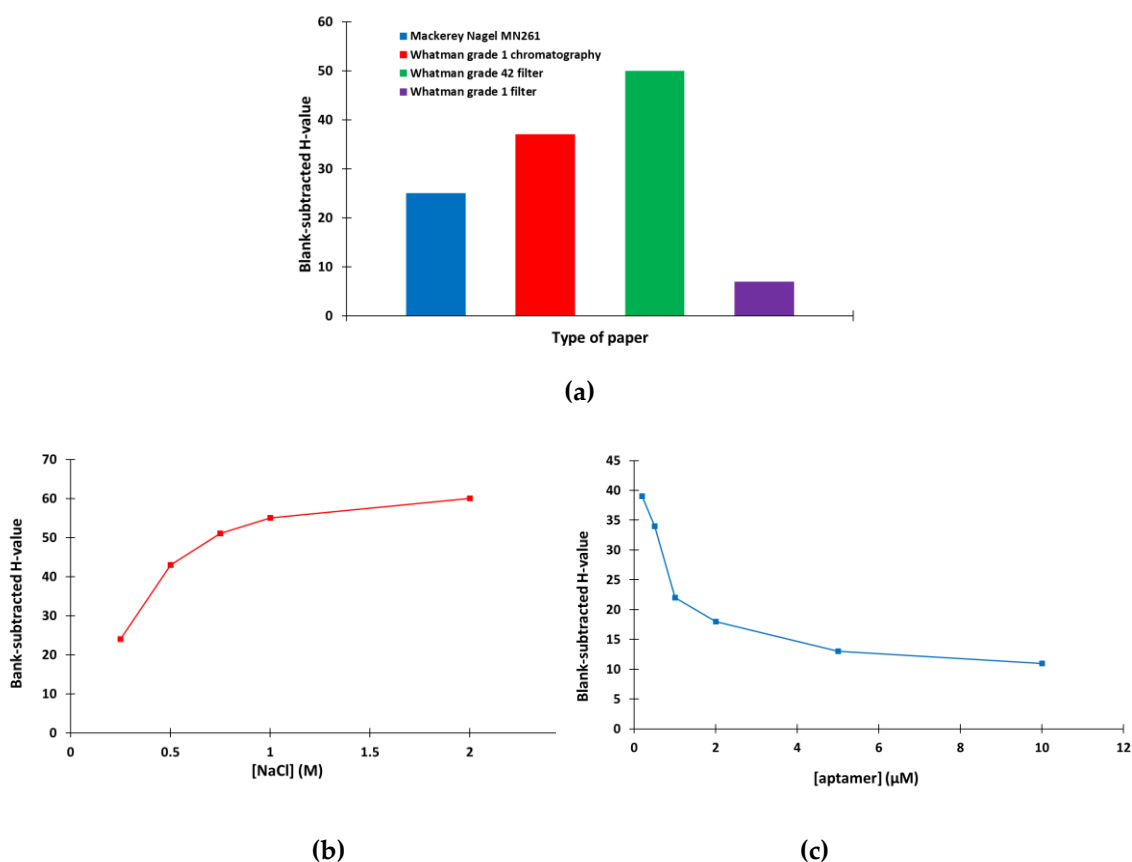 60
50
40
30
20
10
0
Blank-subtracted H-value
Mackerey Nagel MN261
Whatman grade 1 chromatography
Whatman grade 42 filter
Whatman grade 1 filter
Type of paper
(a)
70
60
50
40
30
20
10
0
Bank-subtracted H-value
0 0.5 1 1.5 2
[NaCl] (M)
(b)
45
40
35
30
25
20
15
10
5
0
Blank-subtracted H-value
0 2 4 6 8 10 12
[aptamer] (µM)
(c)